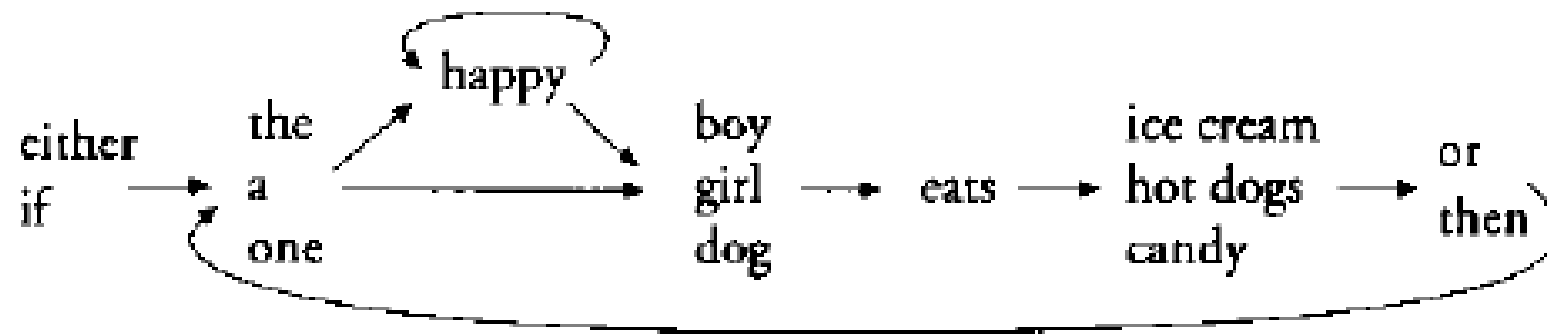 happy
either
if
the
a
one
boy
girl
dog
eats
ice cream
hot dogs
candy
or
then